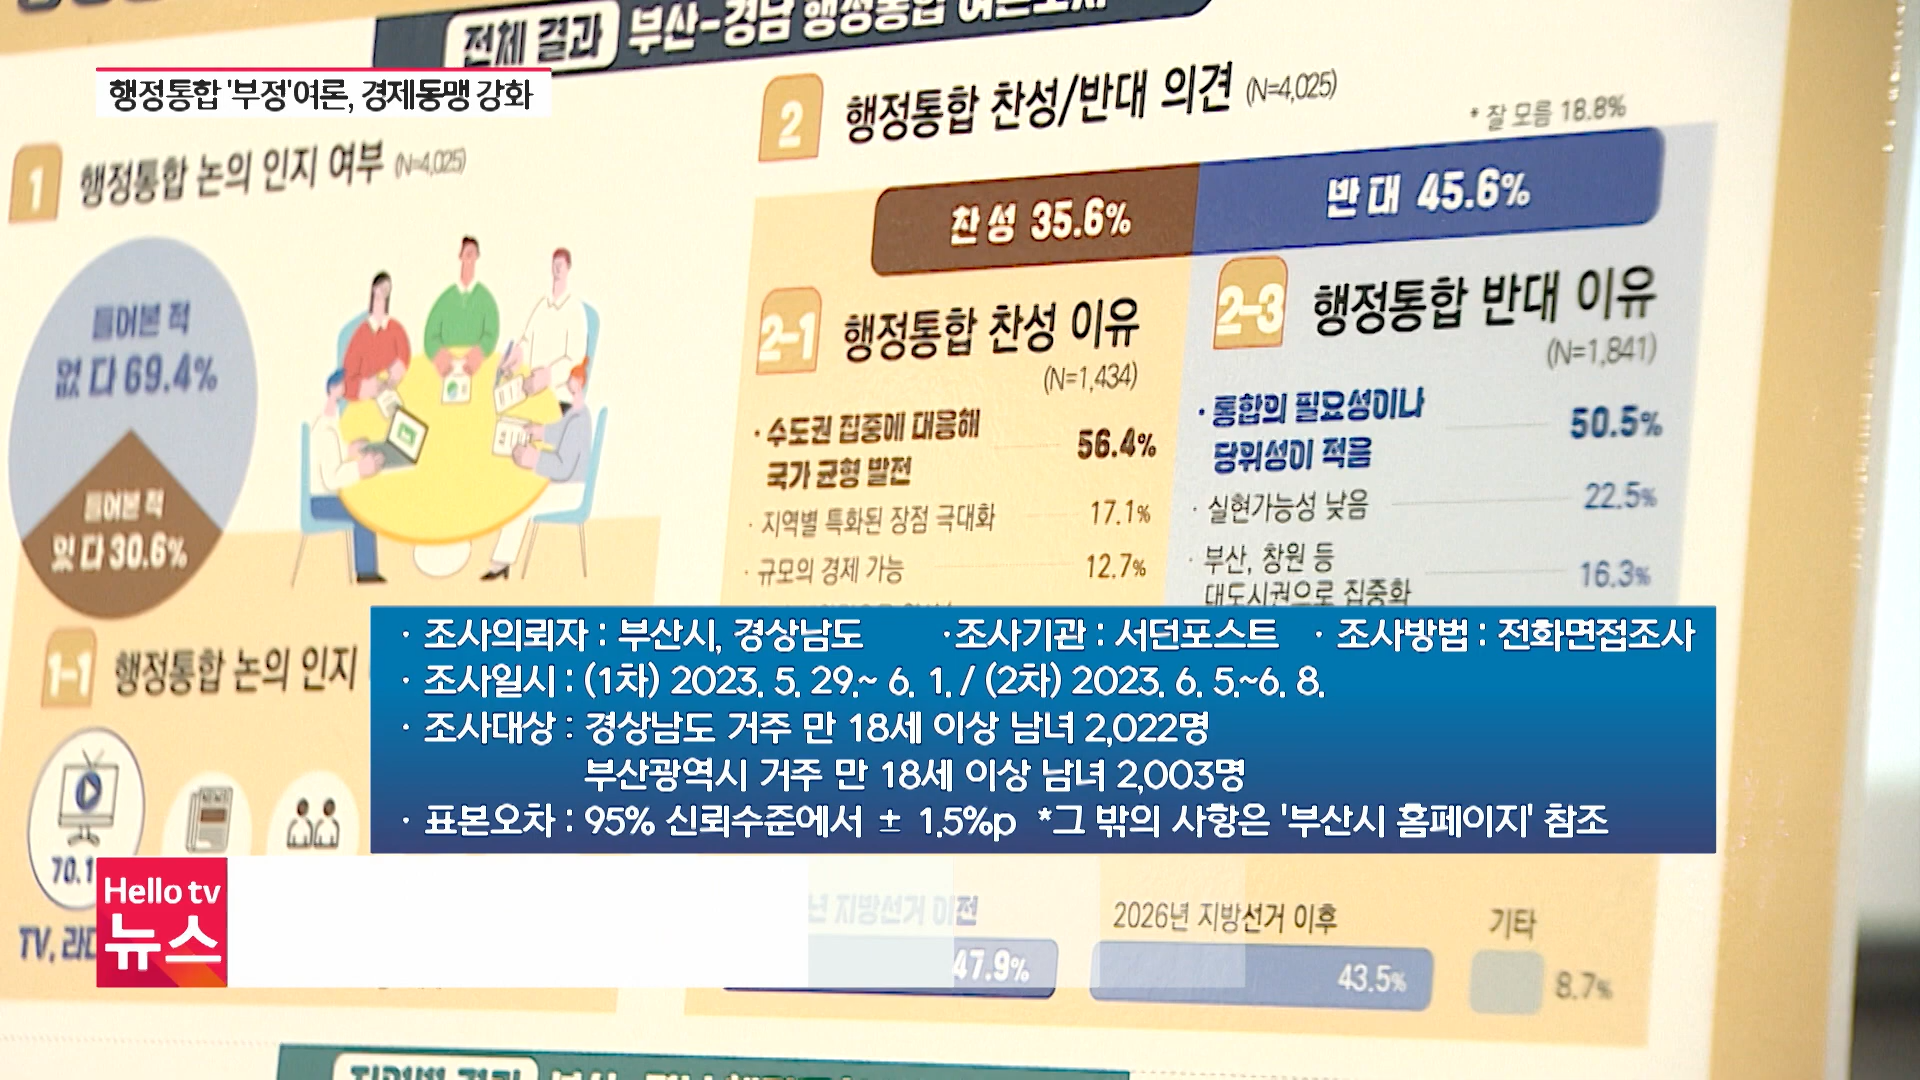 전체 결과 부산-경남 행정통합 여론조사
행정통합 '부정'여론, 경제동맹 강화
1 행정통합 논의 인지 여부 (N=4,025)
들어본 적
없다 69.4%
들어본 적
있다 30.6%
2 행정통합 찬성/반대 의견 (N=4,025)
* 잘 모름 18.8%
찬성 35.6%
반대 45.6%
2-1 행정통합 찬성 이유
(N=1,434)
· 수도권 집중에 대응해
국가 균형 발전 56.4%
· 지역별 특화된 장점 극대화 17.1%
· 규모의 경제 가능 12.7%
2-3 행정통합 반대 이유
(N=1,841)
· 통합의 필요성이나
당위성이 적음 50.5%
· 실현가능성 낮음 22.5%
· 부산, 창원 등
대도시권으로 집중화 16.3%
1-1 행정통합 논의 인지
70.1
TV, 라디
· 조사의뢰자 : 부산시, 경상남도 ·조사기관 : 서던포스트 · 조사방법 : 전화면접조사
· 조사일시 : (1차) 2023. 5. 29.~ 6. 1. / (2차) 2023. 6. 5.~6. 8.
· 조사대상 : 경상남도 거주 만 18세 이상 남녀 2,022명
부산광역시 거주 만 18세 이상 남녀 2,003명
· 표본오차 : 95% 신뢰수준에서 ± 1.5%p *그 밖의 사항은 '부산시 홈페이지' 참조
Hello tv
뉴스
년 지방선거 이전
47.9%
2026년 지방선거 이후
43.5%
기타
8.7%